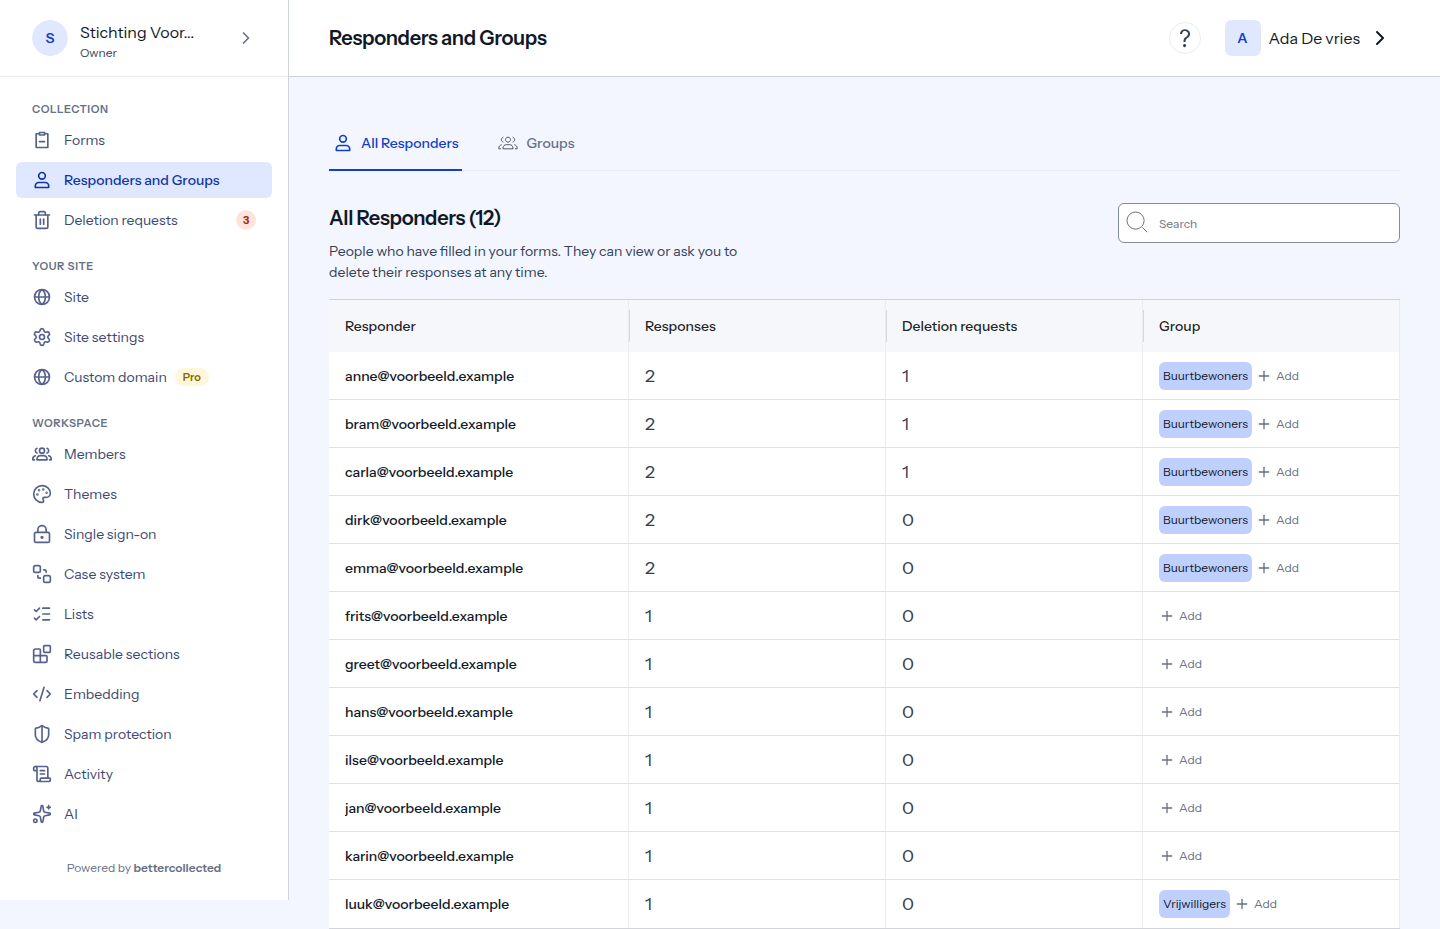 S
Stichting Voor...
Owner
COLLECTION
Forms
Responders and Groups
Deletion requests 3
YOUR SITE
Site
Site settings
Custom domain Pro
WORKSPACE
Members
Themes
Single sign-on
Case system
Lists
Reusable sections
Embedding
Spam protection
Activity
AI
Powered by bettercollected
Responders and Groups
? A Ada De vries
All Responders Groups
All Responders (12)
People who have filled in your forms. They can view or ask you to
delete their responses at any time.
Search
Responder Responses Deletion requests Group
anne@voorbeeld.example 2 1 Buurtbewoners + Add
bram@voorbeeld.example 2 1 Buurtbewoners + Add
carla@voorbeeld.example 2 1 Buurtbewoners + Add
dirk@voorbeeld.example 2 0 Buurtbewoners + Add
emma@voorbeeld.example 2 0 Buurtbewoners + Add
frits@voorbeeld.example 1 0 + Add
greet@voorbeeld.example 1 0 + Add
hans@voorbeeld.example 1 0 + Add
ilse@voorbeeld.example 1 0 + Add
jan@voorbeeld.example 1 0 + Add
karin@voorbeeld.example 1 0 + Add
luuk@voorbeeld.example 1 0 Vrijwilligers + Add